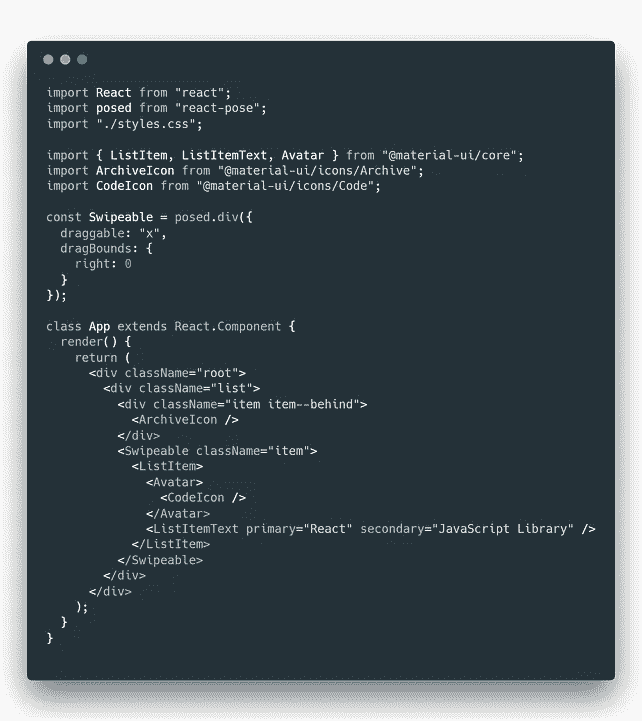 import React from "react";
import posed from "react-pose";
import "./styles.css";

import { ListItem, ListItemText, Avatar } from "@material-ui/core";
import ArchiveIcon from "@material-ui/icons/Archive";
import CodeIcon from "@material-ui/icons/Code";

const Swipeable = posed.div({
  draggable: "x",
  dragBounds: {
    right: 0
  }
});

class App extends React.Component {
  render() {
    return (
      <div className="root">
        <div className="list">
          <div className="item item--behind">
            <ArchiveIcon />
          </div>
          <Swipeable className="item">
            <ListItem>
              <Avatar>
                <CodeIcon />
              </Avatar>
              <ListItemText primary="React" secondary="JavaScript Library" />
            </ListItem>
          </Swipeable>
        </div>
      </div>
    );
  }
}